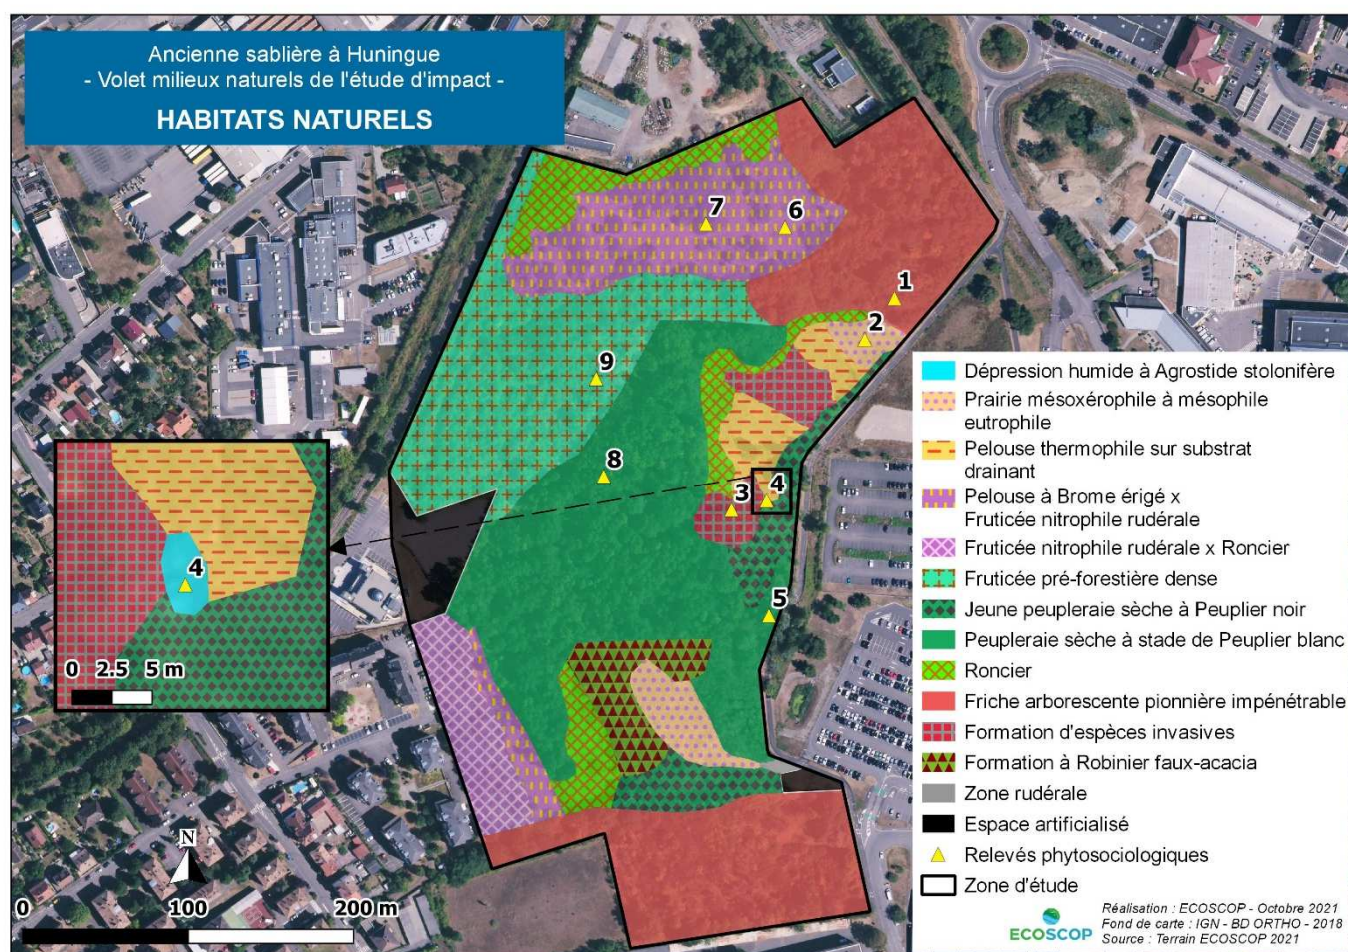 Ancienne sablière à Huningue
- Volet milieux naturels de l'étude d'impact -
HABITATS NATURELS
7
6
1
2
9
8
4
3
5
4
0 2.5 5 m
N
0 100 200 m
Dépression humide à Agrostide stolonifère
Prairie mésoxérophile à mésophile
eutrophile
Pelouse thermophile sur substrat
drainant
Pelouse à Brome érigé x
Fruticée nitrophile rudérale
Fruticée nitrophile rudérale x Roncier
Fruticée pré-forestière dense
Jeune peupleraie sèche à Peuplier noir
Peupleraie sèche à stade de Peuplier blanc
Roncier
Friche arborescente pionnière impénétrable
Formation d'espèces invasives
Formation à Robinier faux-acacia
Zone rudérale
Espace artificialisé
Relevés phytosociologiques
Zone d'étude
ECOSCOP
Réalisation : ECOSCOP - Octobre 2021
Fond de carte : IGN - BD ORTHO - 2018
Source : Terrain ECOSCOP 2021